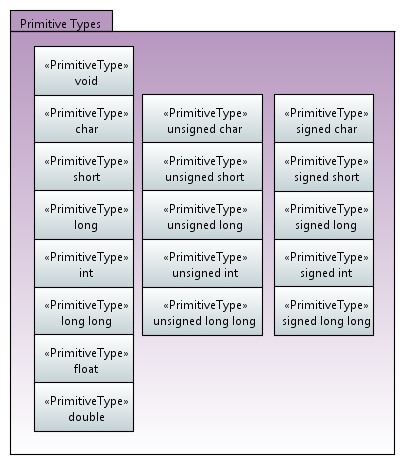 Primitive Types
«PrimitiveType»
void
«PrimitiveType»
char
«PrimitiveType»
short
«PrimitiveType»
long
«PrimitiveType»
int
«PrimitiveType»
long long
«PrimitiveType»
float
«PrimitiveType»
double
«PrimitiveType»
unsigned char
«PrimitiveType»
unsigned short
«PrimitiveType»
unsigned long
«PrimitiveType»
unsigned int
«PrimitiveType»
unsigned long long
«PrimitiveType»
signed char
«PrimitiveType»
signed short
«PrimitiveType»
signed long
«PrimitiveType»
signed int
«PrimitiveType»
signed long long